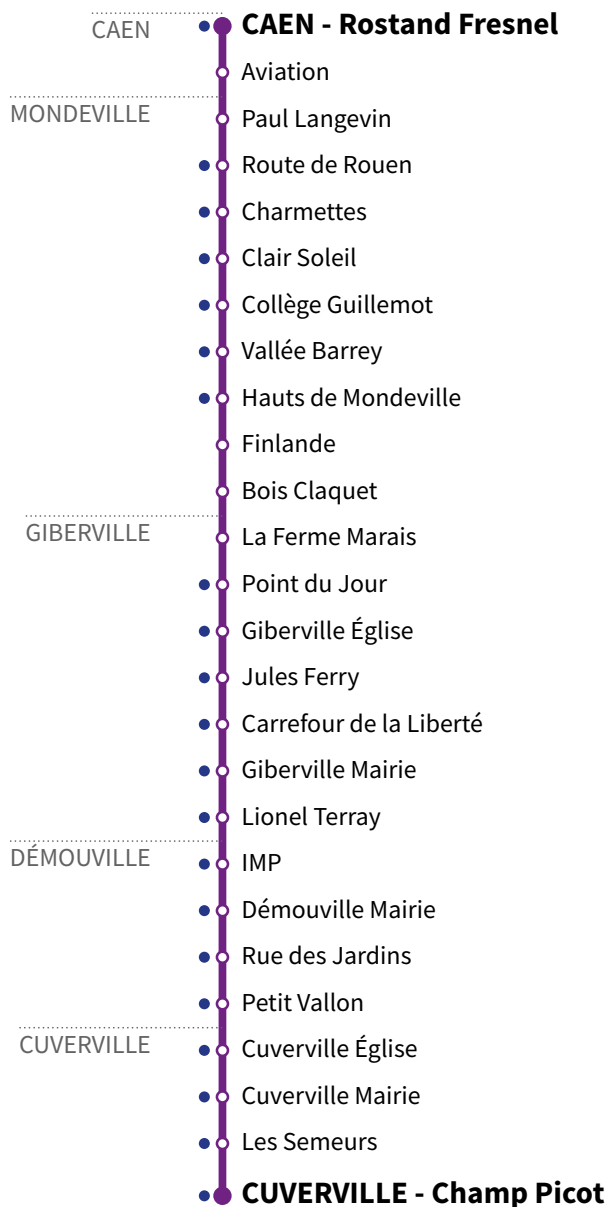 CAEN
CAEN - Rostand Fresnel
Aviation
MONDEVILLE
Paul Langevin
Route de Rouen
Charmettes
Clair Soleil
Collège Guillemot
Vallée Barrey
Hauts de Mondeville
Finlande
Bois Claquet
GIBERVILLE
La Ferme Marais
Point du Jour
Giberville Église
Jules Ferry
Carrefour de la Liberté
Giberville Mairie
Lionel Terray
DÉMOUVILLE
IMP
Démouville Mairie
Rue des Jardins
Petit Vallon
CUVERVILLE
Cuverville Église
Cuverville Mairie
Les Semeurs
CUVERVILLE - Champ Picot